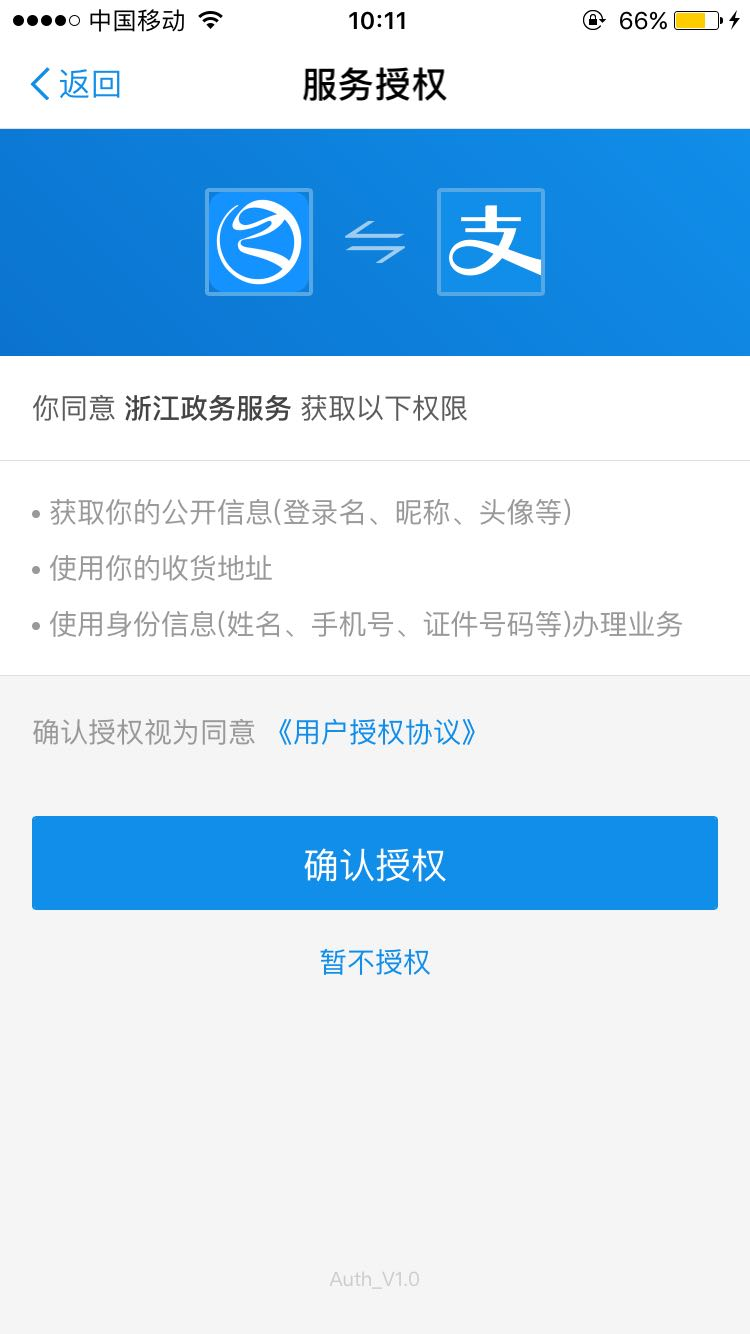 中国移动 10:11 66%
返回 服务授权
支
你同意 浙江政务服务 获取以下权限
• 获取你的公开信息(登录名、昵称、头像等)
• 使用你的收货地址
• 使用身份信息(姓名、手机号、证件号码等)办理业务
确认授权视为同意 《用户授权协议》
确认授权
暂不授权
Auth_V1.0